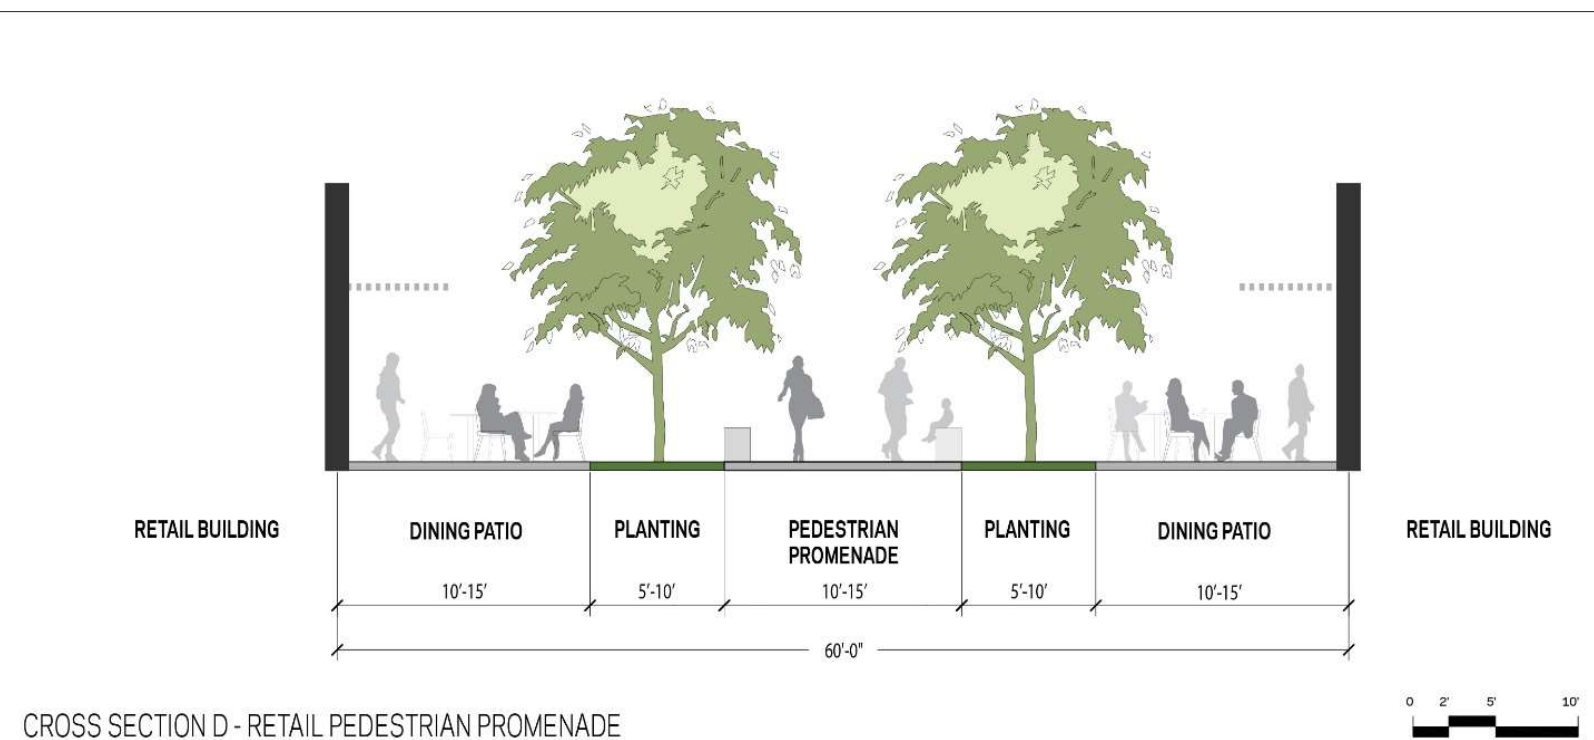 RETAIL BUILDING
DINING PATIO
PLANTING
PEDESTRIAN
PROMENADE
PLANTING
DINING PATIO
RETAIL BUILDING
10'-15'
5'-10'
10'-15'
5'-10'
10'-15'
60'-0"
CROSS SECTION D - RETAIL PEDESTRIAN PROMENADE
0 2' 5' 10'